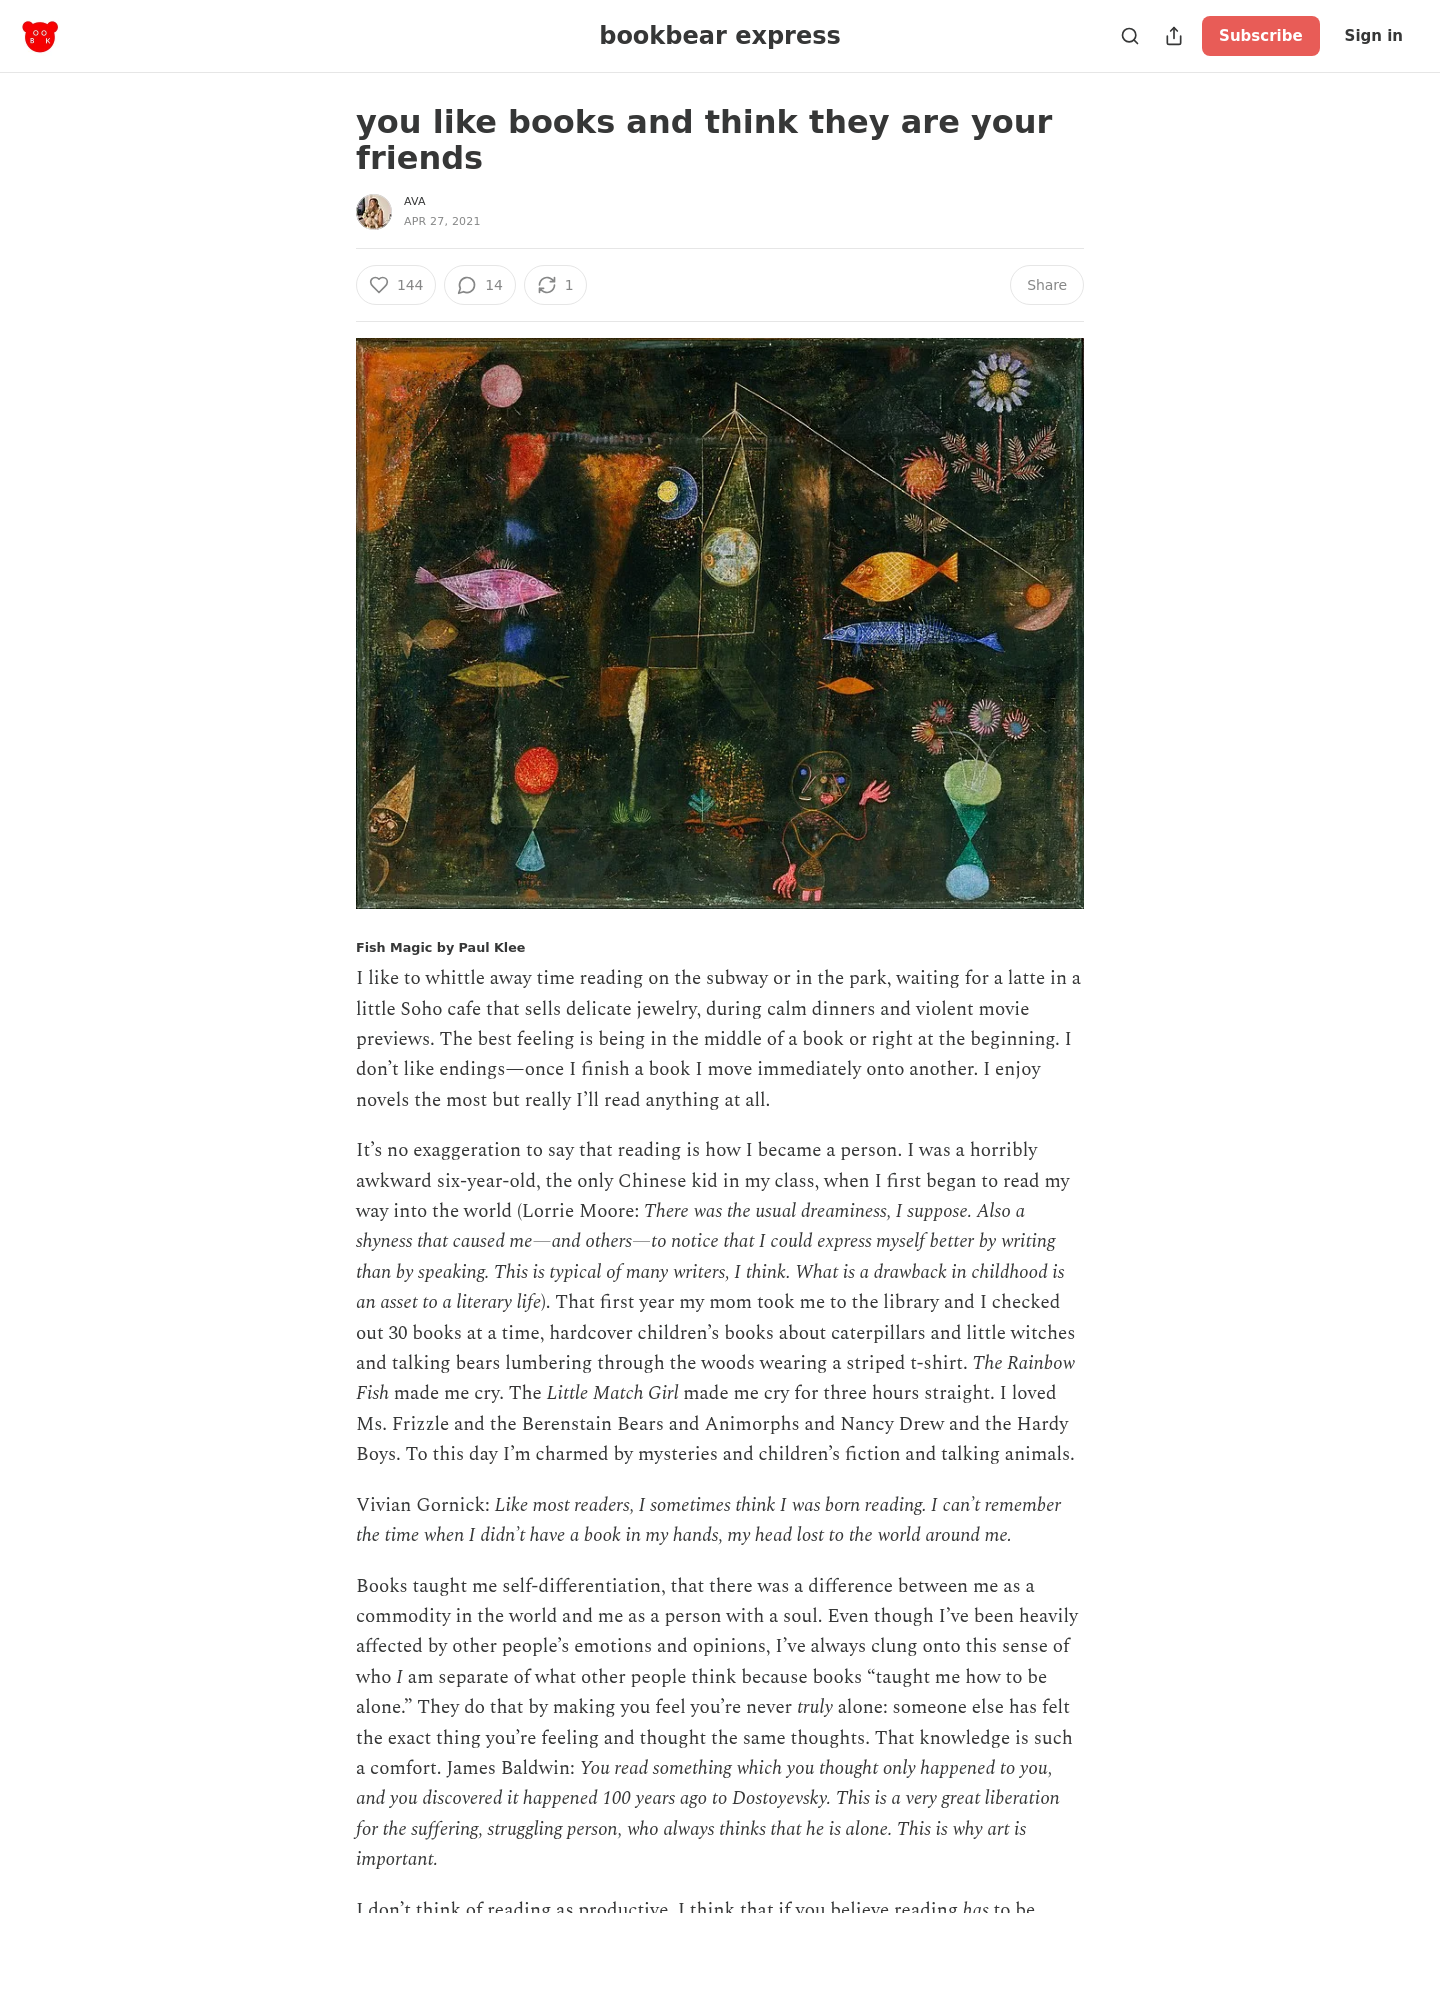 B O O K
bookbear express
Subscribe
Sign in
you like books and think they are your
friends
AVA
APR 27, 2021
144
14
1
Share
Fish Magic by Paul Klee
I like to whittle away time reading on the subway or in the park, waiting for a latte in a
little Soho cafe that sells delicate jewelry, during calm dinners and violent movie
previews. The best feeling is being in the middle of a book or right at the beginning. I
don’t like endings—once I finish a book I move immediately onto another. I enjoy
novels the most but really I’ll read anything at all.
It’s no exaggeration to say that reading is how I became a person. I was a horribly
awkward six-year-old, the only Chinese kid in my class, when I first began to read my
way into the world (Lorrie Moore: There was the usual dreaminess, I suppose. Also a
shyness that caused me—and others—to notice that I could express myself better by writing
than by speaking. This is typical of many writers, I think. What is a drawback in childhood is
an asset to a literary life). That first year my mom took me to the library and I checked
out 30 books at a time, hardcover children’s books about caterpillars and little witches
and talking bears lumbering through the woods wearing a striped t-shirt. The Rainbow
Fish made me cry. The Little Match Girl made me cry for three hours straight. I loved
Ms. Frizzle and the Berenstain Bears and Animorphs and Nancy Drew and the Hardy
Boys. To this day I’m charmed by mysteries and children’s fiction and talking animals.
Vivian Gornick: Like most readers, I sometimes think I was born reading. I can’t remember
the time when I didn’t have a book in my hands, my head lost to the world around me.
Books taught me self-differentiation, that there was a difference between me as a
commodity in the world and me as a person with a soul. Even though I’ve been heavily
affected by other people’s emotions and opinions, I’ve always clung onto this sense of
who I am separate of what other people think because books “taught me how to be
alone.” They do that by making you feel you’re never truly alone: someone else has felt
the exact thing you’re feeling and thought the same thoughts. That knowledge is such
a comfort. James Baldwin: You read something which you thought only happened to you,
and you discovered it happened 100 years ago to Dostoyevsky. This is a very great liberation
for the suffering, struggling person, who always thinks that he is alone. This is why art is
important.
I don’t think of reading as productive. I think that if you believe reading has to be